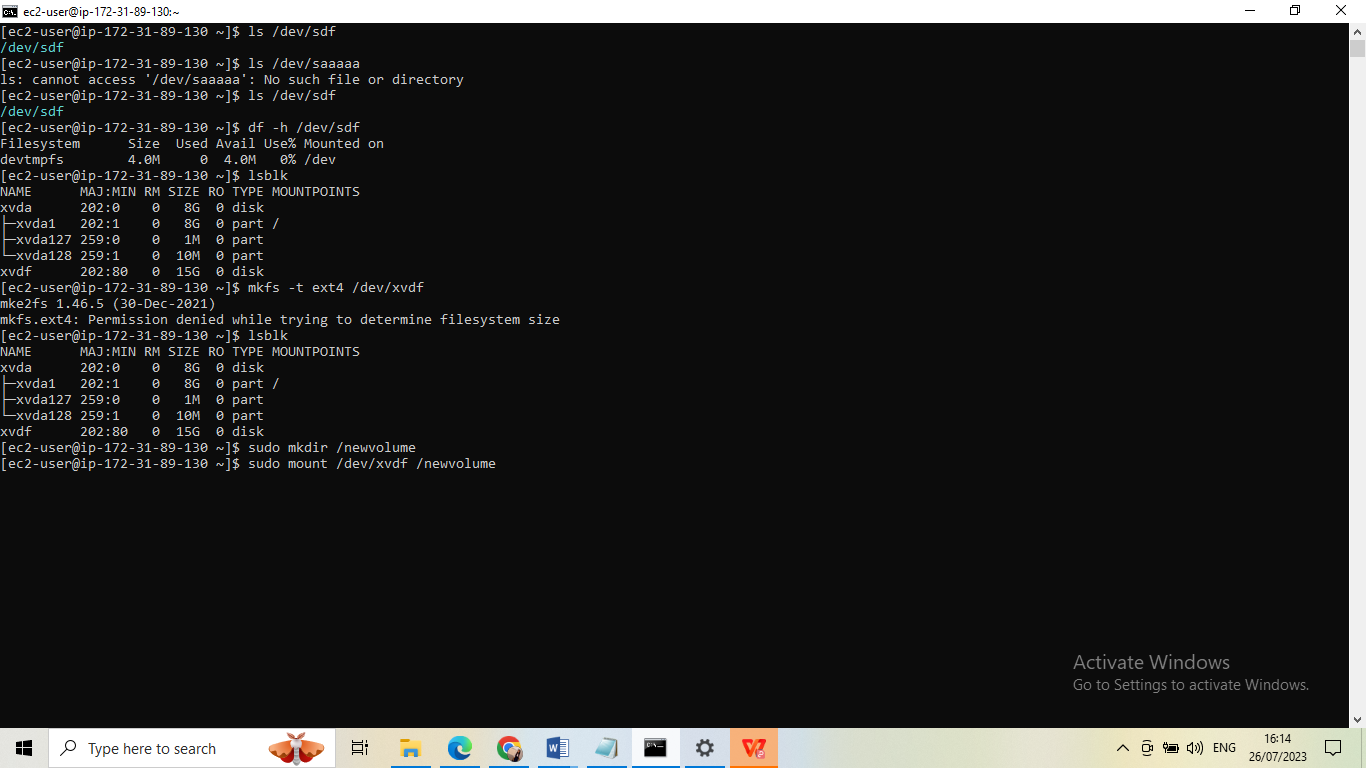 ec2-user@ip-172-31-89-130:~
[ec2-user@ip-172-31-89-130 ~]$ ls /dev/sdf
/dev/sdf
[ec2-user@ip-172-31-89-130 ~]$ ls /dev/saaaaa
ls: cannot access '/dev/saaaaa': No such file or directory
[ec2-user@ip-172-31-89-130 ~]$ ls /dev/sdf
/dev/sdf
[ec2-user@ip-172-31-89-130 ~]$ df -h /dev/sdf
Filesystem      Size  Used Avail Use% Mounted on
devtmpfs        4.0M     0  4.0M   0% /dev
[ec2-user@ip-172-31-89-130 ~]$ lsblk
NAME      MAJ:MIN RM SIZE RO TYPE MOUNTPOINTS
xvda      202:0    0   8G  0 disk
├─xvda1   202:1    0   8G  0 part /
├─xvda127 259:0    0   1M  0 part
└─xvda128 259:1    0  10M  0 part
xvdf      202:80   0  15G  0 disk
[ec2-user@ip-172-31-89-130 ~]$ mkfs -t ext4 /dev/xvdf
mke2fs 1.46.5 (30-Dec-2021)
mkfs.ext4: Permission denied while trying to determine filesystem size
[ec2-user@ip-172-31-89-130 ~]$ lsblk
NAME      MAJ:MIN RM SIZE RO TYPE MOUNTPOINTS
xvda      202:0    0   8G  0 disk
├─xvda1   202:1    0   8G  0 part /
├─xvda127 259:0    0   1M  0 part
└─xvda128 259:1    0  10M  0 part
xvdf      202:80   0  15G  0 disk
[ec2-user@ip-172-31-89-130 ~]$ sudo mkdir /newvolume
[ec2-user@ip-172-31-89-130 ~]$ sudo mount /dev/xvdf /newvolume
Activate Windows
Go to Settings to activate Windows.
Type here to search
ENG
16:14
26/07/2023